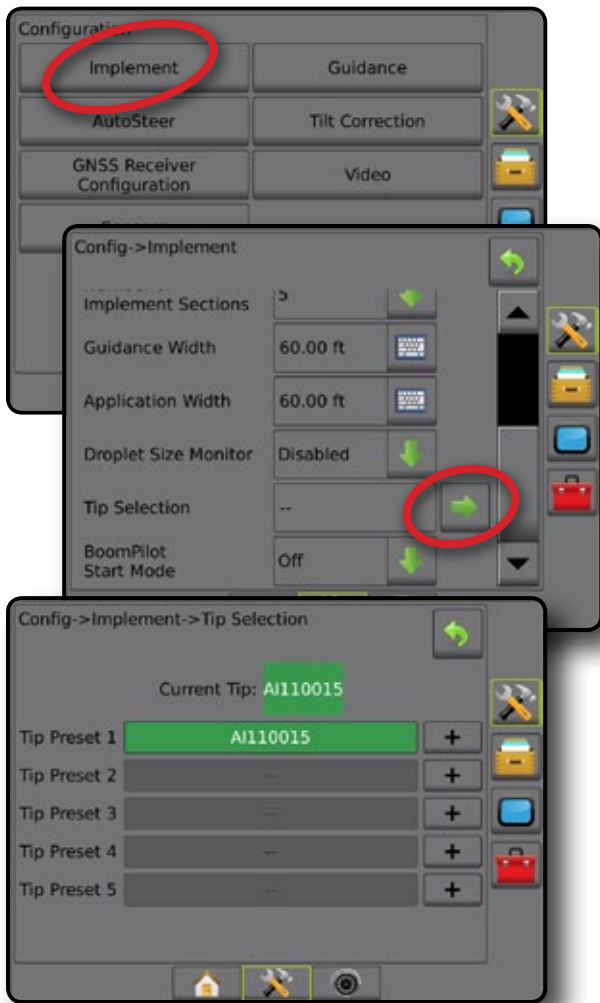 Configuration
Implement
Guidance
AutoSteer
Tilt Correction
GNSS Receiver
Configuration
Video
Config->Implement
Implement Sections
5
Guidance Width
60.00 ft
Application Width
60.00 ft
Droplet Size Monitor
Disabled
Tip Selection
--
BoomPilot
Start Mode
Off
Config->Implement->Tip Selection
Current Tip: AI110015
Tip Preset 1
AI110015
+
Tip Preset 2
--
+
Tip Preset 3
--
+
Tip Preset 4
--
+
Tip Preset 5
--
+